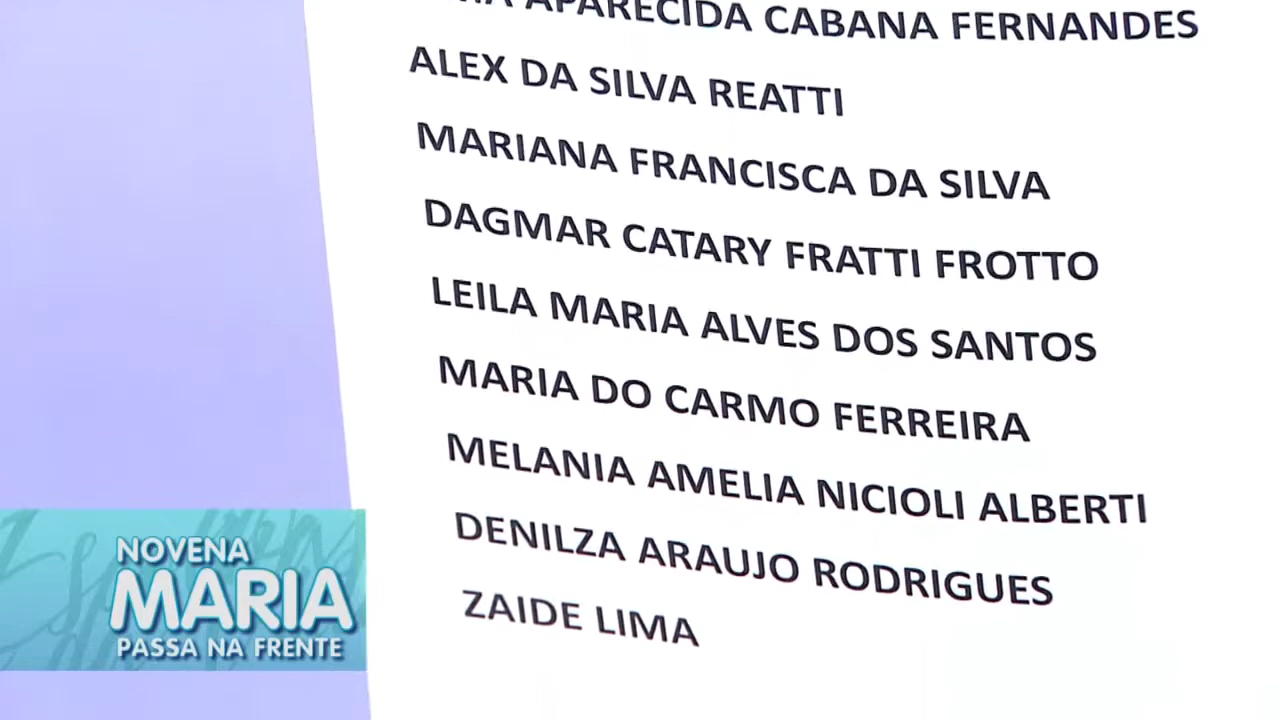 APARECIDA CABANA FERNANDES
ALEX DA SILVA REATTI
MARIANA FRANCISCA DA SILVA
DAGMAR CATARY FRATTI FROTTO
LEILA MARIA ALVES DOS SANTOS
MARIA DO CARMO FERREIRA
MELANIA AMELIA NICIOLI ALBERTI
DENILZA ARAUJO RODRIGUES
ZAIDE LIMA
NOVENA
MARIA
PASSA NA FRENTE